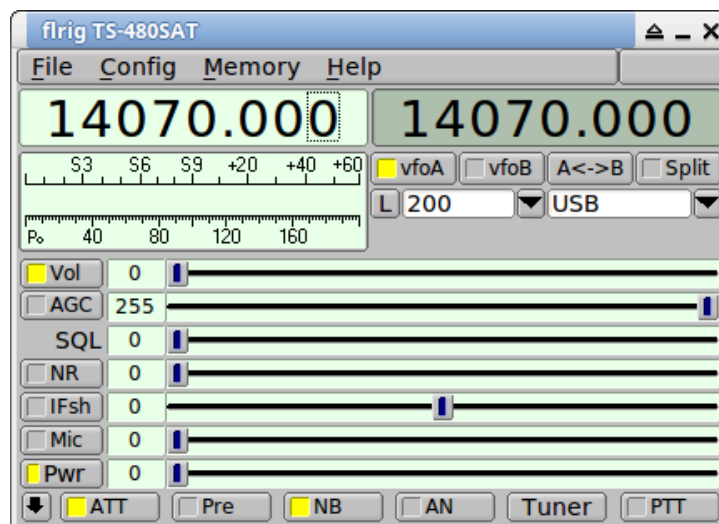 flrig TS-480SAT
File Config Memory Help
14070.000 14070.000
S3 S6 S9 +20 +40 +60
vfoA vfoB A<->B Split
L 200 USB
Po 40 80 120 160
Vol 0
AGC 255
SQL 0
NR 0
IFsh 0
Mic 0
Pwr 0
ATT Pre NB AN Tuner PTT